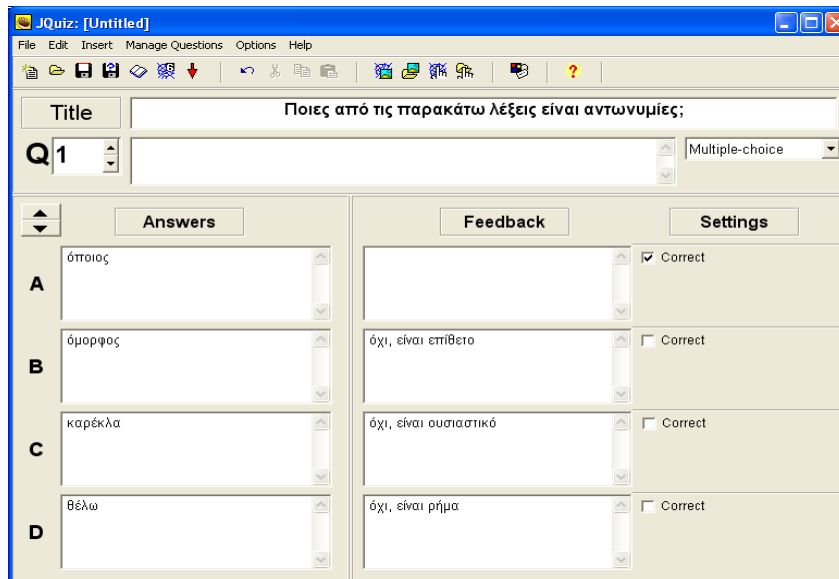 JQuiz: [Untitled]
File Edit Insert Manage Questions Options Help
Title
Ποιες από τις παρακάτω λέξεις είναι αντωνυμίες;
Q 1
Multiple-choice
Answers Feedback Settings
A όποιος Correct
B όμορφος όχι, είναι επίθετο Correct
C καρέκλα όχι, είναι ουσιαστικό Correct
D θέλω όχι, είναι ρήμα Correct